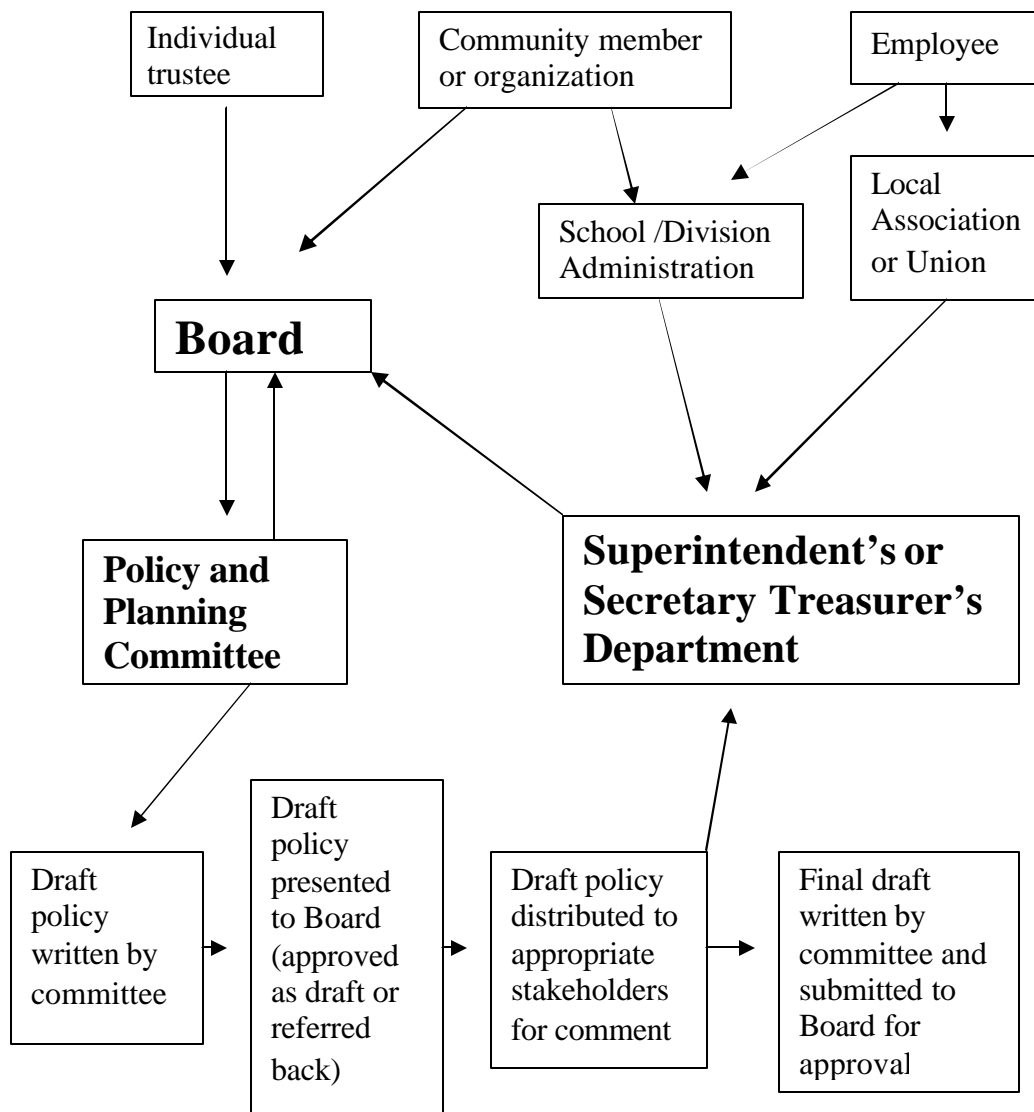 Individual
trustee
Community member
or organization
Employee
School /Division
Administration
Local
Association
or Union
Board
Policy and
Planning
Committee
Superintendent's or
Secretary Treasurer's
Department
Draft
policy
written by
committee
Draft
policy
presented
to Board
(approved
as draft or
referred
back)
Draft policy
distributed to
appropriate
stakeholders
for comment
Final draft
written by
committee and
submitted to
Board for
approval